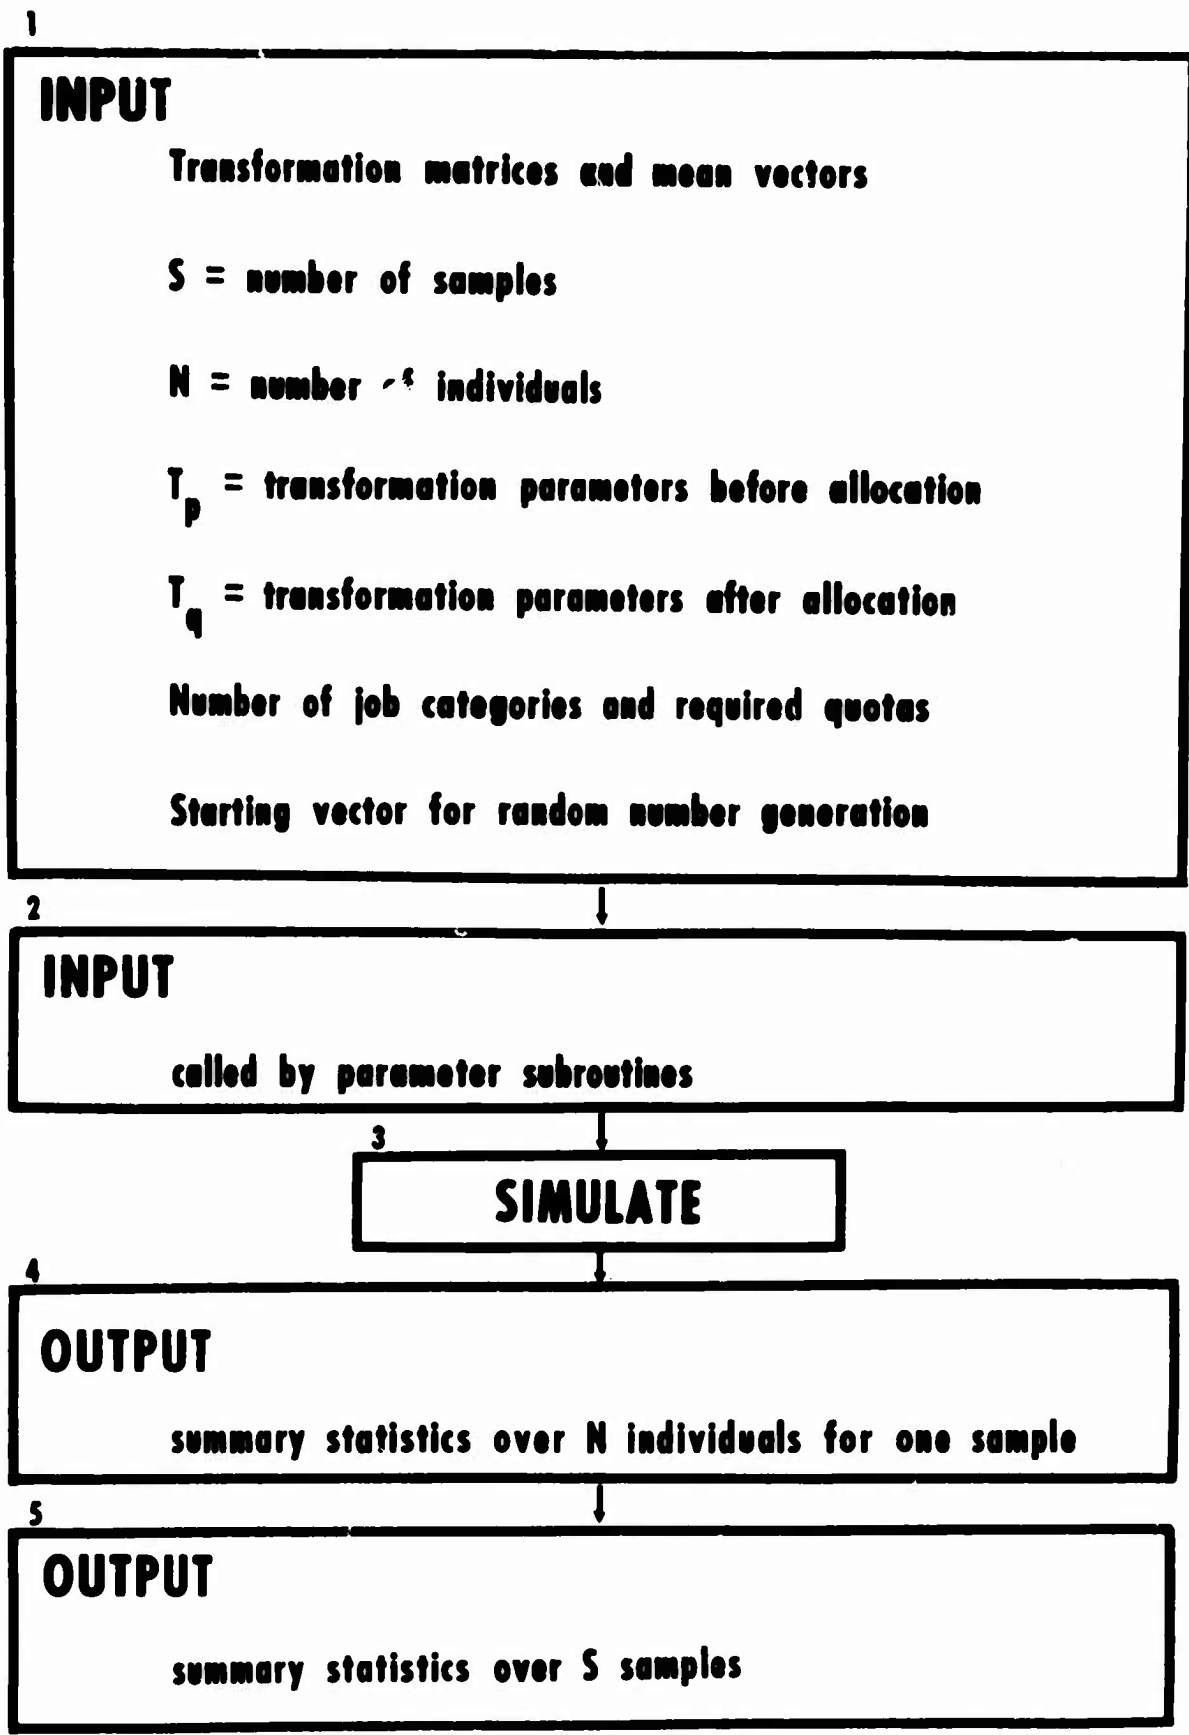 1
INPUT
Transformation matrices and mean vectors
S = number of samples
N = number individuals
Tp = transformation parameters before allocation
Tq = transformation parameters after allocation
Number of job categories and required quotas
Starting vector for random number generation
2
INPUT
called by parameter subroutines
3
SIMULATE
4
OUTPUT
summary statistics over N individuals for one sample
5
OUTPUT
summary statistics over S samples